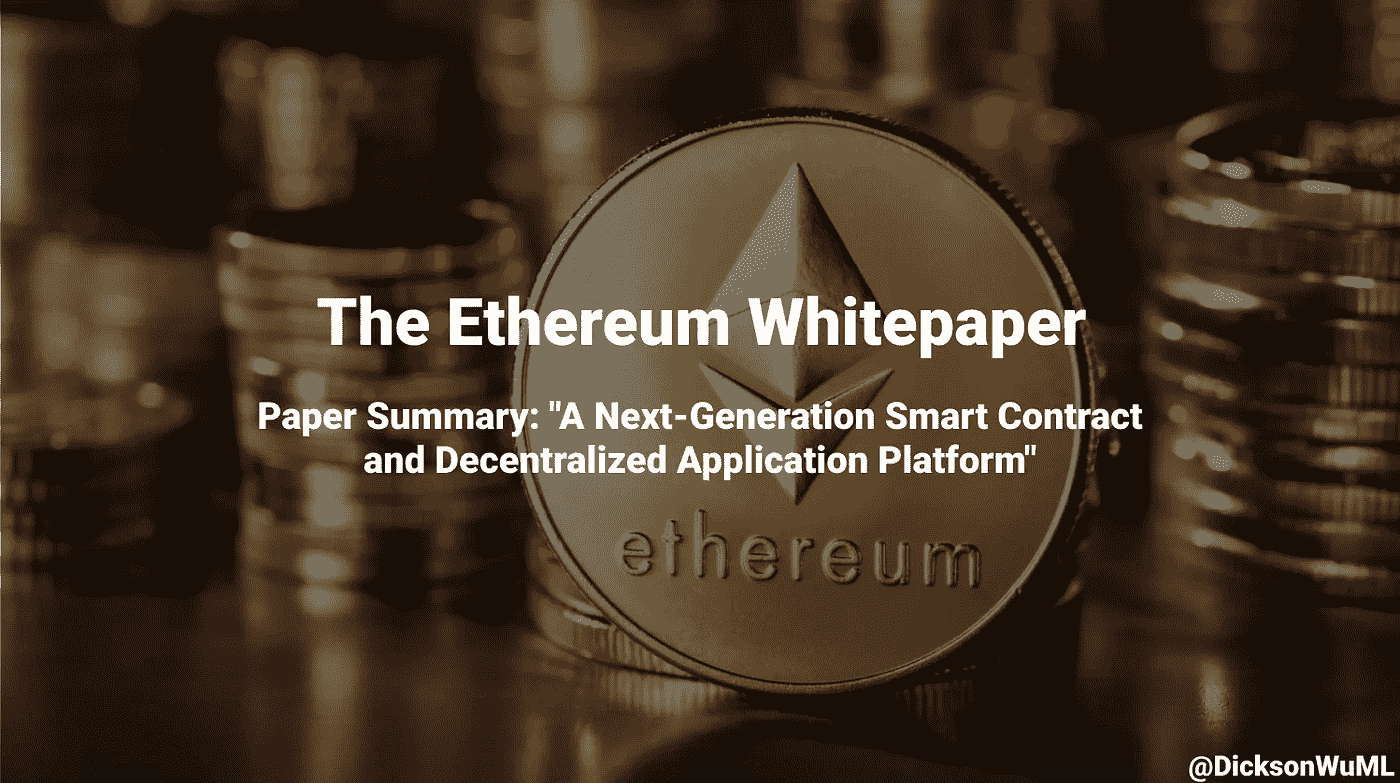 The Ethereum Whitepaper
Paper Summary: "A Next-Generation Smart Contract
and Decentralized Application Platform"
ethereum
@DicksonWuML